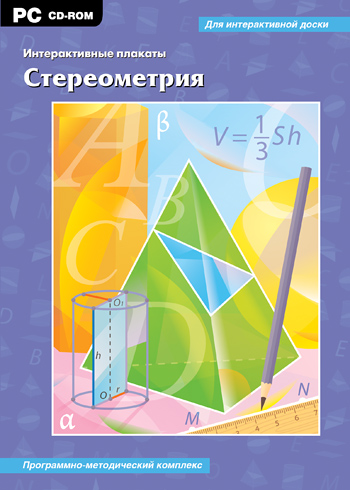 PC CD-ROM
Для интерактивной доски
Интерактивные плакаты
Стереометрия
β
V = 1/3 Sh
A
B
C
D
O₁
h
O
r
α
M
N
Программно-методический комплекс